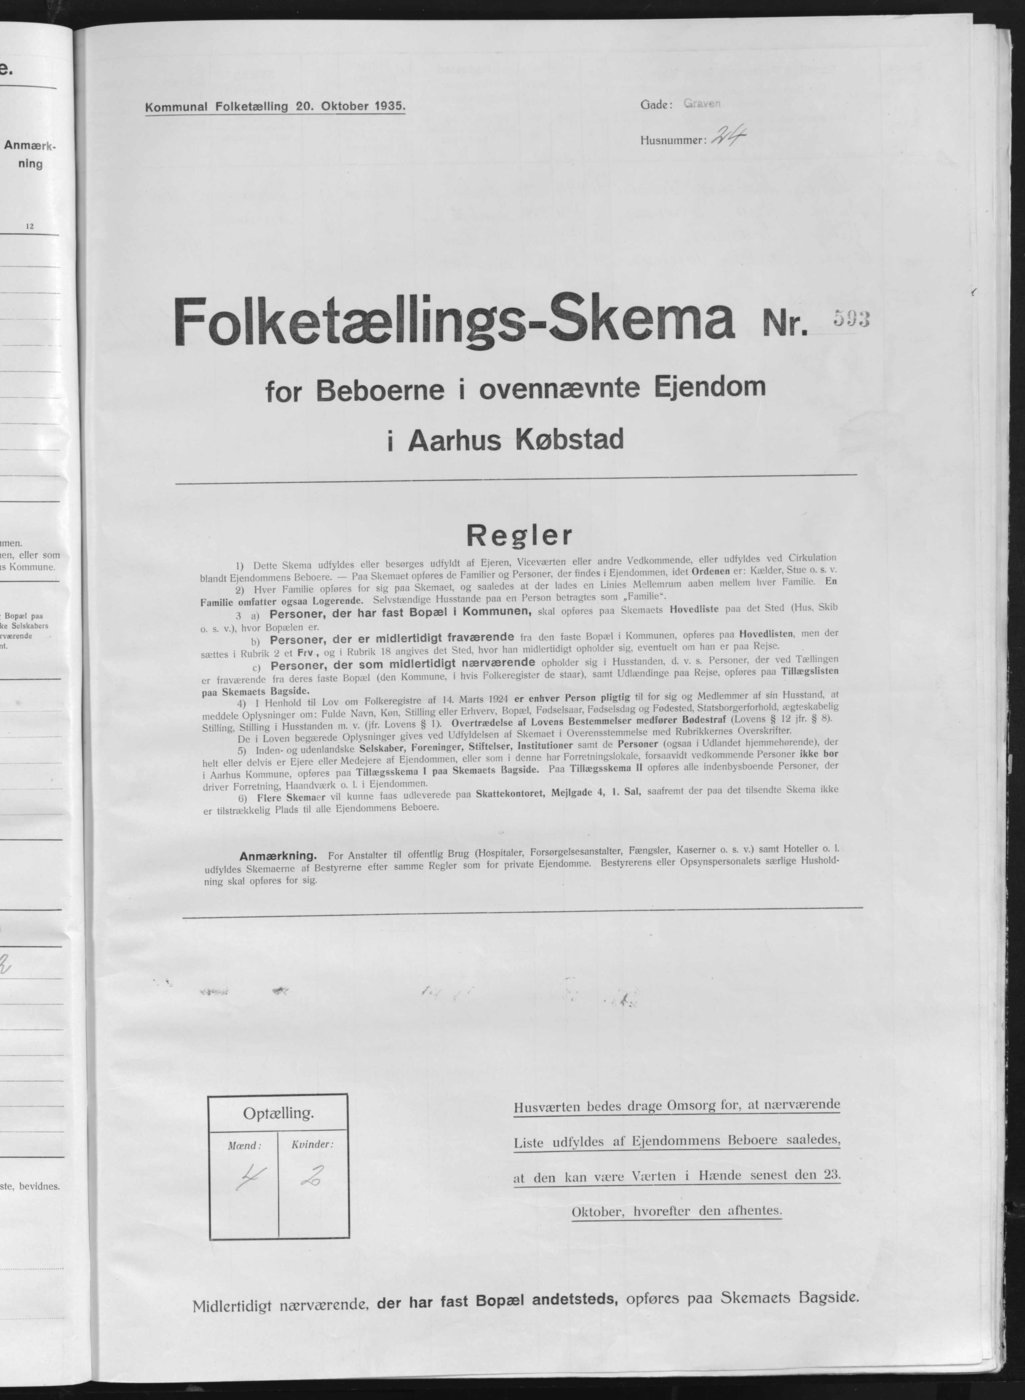 e.
Anmærk-
ning
12
men.
en, eller som
s Kommune.
Bopæl paa
ke Selskabers
rværende
nt.
ste, bevidnes.
Kommunal Folketælling 20. Oktober 1935.
Gade: Graven
Husnummer: 24
Folketællings-Skema Nr. 593
for Beboerne i ovennævnte Ejendom
i Aarhus Købstad
Regler
1) Dette Skema udfyldes eller besørges udfyldt af Ejeren, Viceværten eller andre Vedkommende, eller udfyldes ved Cirkulation
blandt Ejendommens Beboere. — Paa Skemaet opføres de Familier og Personer, der findes i Ejendommen, idet Ordenen er: Kælder, Stue o. s. v.
2) Hver Familie opføres for sig paa Skemaet, og saaledes at der lades en Linies Mellemrum aaben mellem hver Familie. En
Familie omfatter ogsaa Logerende. Selvstændige Husstande paa en Person betragtes som „Familie“.
3 a) Personer, der har fast Bopæl i Kommunen, skal opføres paa Skemaets Hovedliste paa det Sted (Hus, Skib
o. s. v.), hvor Bopælen er.
b) Personer, der er midlertidigt fraværende fra den faste Bopæl i Kommunen, opføres paa Hovedlisten, men der
sættes i Rubrik 2 et Frv, og i Rubrik 18 angives det Sted, hvor han midlertidigt opholder sig, eventuelt om han er paa Rejse.
c) Personer, der som midlertidigt nærværende opholder sig i Husstanden, d. v. s. Personer, der ved Tællingen
er fraværende fra deres faste Bopæl (den Kommune, i hvis Folkeregister de staar), samt Udlændinge paa Rejse, opføres paa Tillægslisten
paa Skemaets Bagside.
4) I Henhold til Lov om Folkeregistre af 14. Marts 1924 er enhver Person pligtig til for sig og Medlemmer af sin Husstand, at
meddele Oplysninger om: Fulde Navn, Køn, Stilling eller Erhverv, Bopæl, Fødselsaar, Fødselsdag og Fødested, Statsborgerforhold, ægteskabelig
Stilling, Stilling i Husstanden m. v. (jfr. Lovens § 1). Overtrædelse af Lovens Bestemmelser medfører Bødestraf (Lovens § 12 jfr. § 8).
De i Loven begærede Oplysninger gives ved Udfyldelsen af Skemaet i Overensstemmelse med Rubrikkernes Overskrifter.
5) Inden- og udenlandske Selskaber, Foreninger, Stiftelser, Institutioner samt de Personer (ogsaa i Udlandet hjemmehørende), der
helt eller delvis er Ejere eller Medejere af Ejendommen, eller som i denne har Forretningslokale, forsaavidt vedkommende Personer ikke bor
i Aarhus Kommune, opføres paa Tillægsskema I paa Skemaets Bagside. Paa Tillægsskema II opføres alle indenbysboende Personer, der
driver Forretning, Haandværk o. l. i Ejendommen.
6) Flere Skemaer vil kunne faas udleverede paa Skattekontoret, Mejlgade 4, 1. Sal, saafremt der paa det tilsendte Skema ikke
er tilstrækkelig Plads til alle Ejendommens Beboere.
Anmærkning. For Anstalter til offentlig Brug (Hospitaler, Forsørgelsesanstalter, Fængsler, Kaserner o. s. v.) samt Hoteller o. l.
udfyldes Skemaerne af Bestyrerne efter samme Regler som for private Ejendomme. Bestyrerens eller Opsynspersonalets særlige Hushold-
ning skal opføres for sig.
Optælling.
Mænd: Kvinder:
4 2
Husværten bedes drage Omsorg for, at nærværende
Liste udfyldes af Ejendommens Beboere saaledes,
at den kan være Værten i Hænde senest den 23.
Oktober, hvorefter den afhentes.
Midlertidigt nærværende, der har fast Bopæl andetsteds, opføres paa Skemaets Bagside.